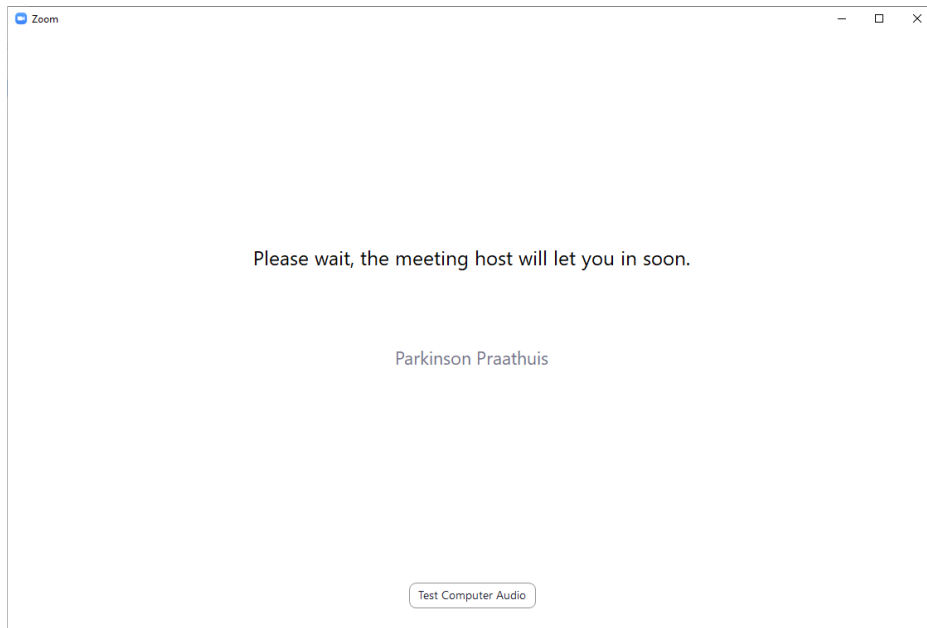 Zoom
Please wait, the meeting host will let you in soon.
Parkinson Praathuis
Test Computer Audio